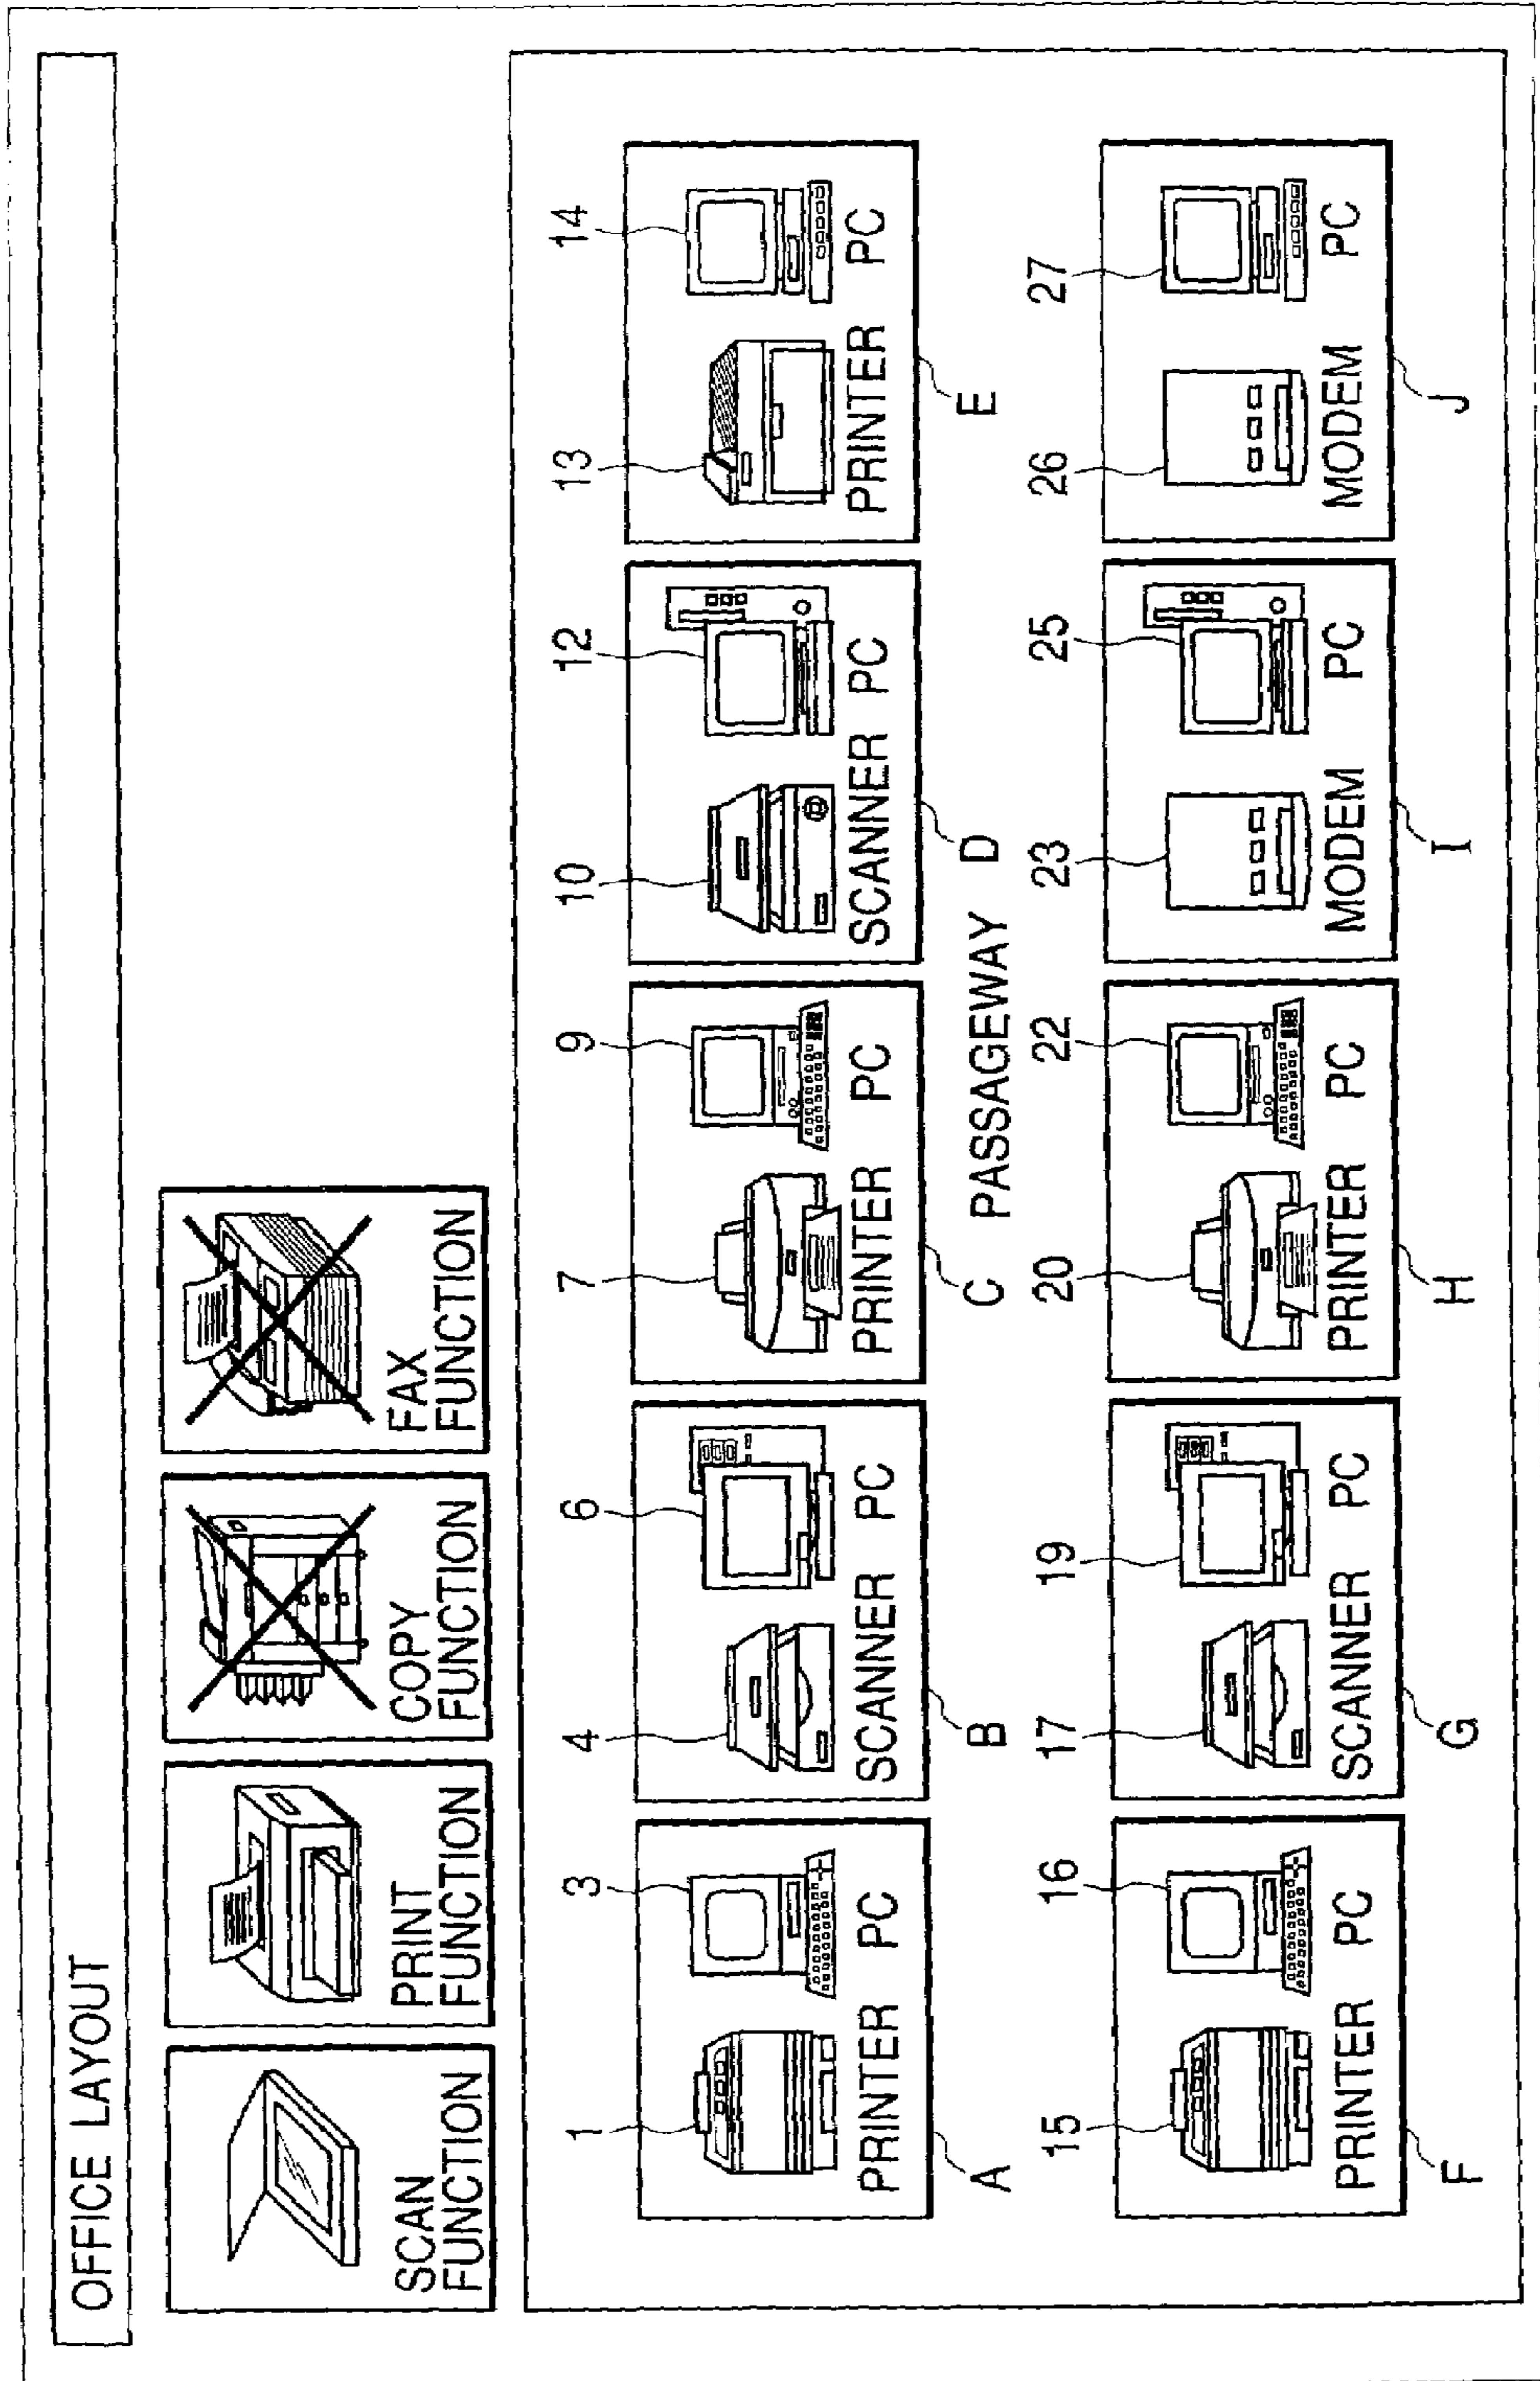 OFFICE LAYOUT
SCAN
FUNCTION
PRINT
FUNCTION
COPY
FUNCTION
FAX
FUNCTION
1 3 4 6 7 9 10 12 13 14
PRINTER PC SCANNER PC PRINTER PC SCANNER PC PRINTER PC
A B C D E
PASSAGEWAY
15 16 17 19 20 22 23 25 26 27
PRINTER PC SCANNER PC PRINTER PC MODEM PC MODEM PC
F G H I J